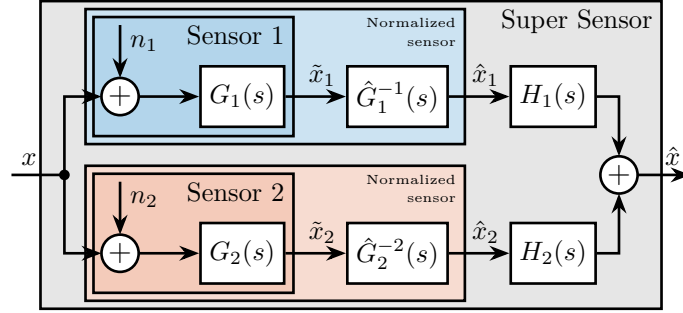 Super Sensor
Normalized
sensor
Sensor 1
n₁
+
G₁(s)
x̃₁
Ĝ₁⁻¹(s)
x̂₁
H₁(s)
x
+
x̂
Normalized
sensor
Sensor 2
n₂
+
G₂(s)
x̃₂
Ĝ₂⁻²(s)
x̂₂
H₂(s)